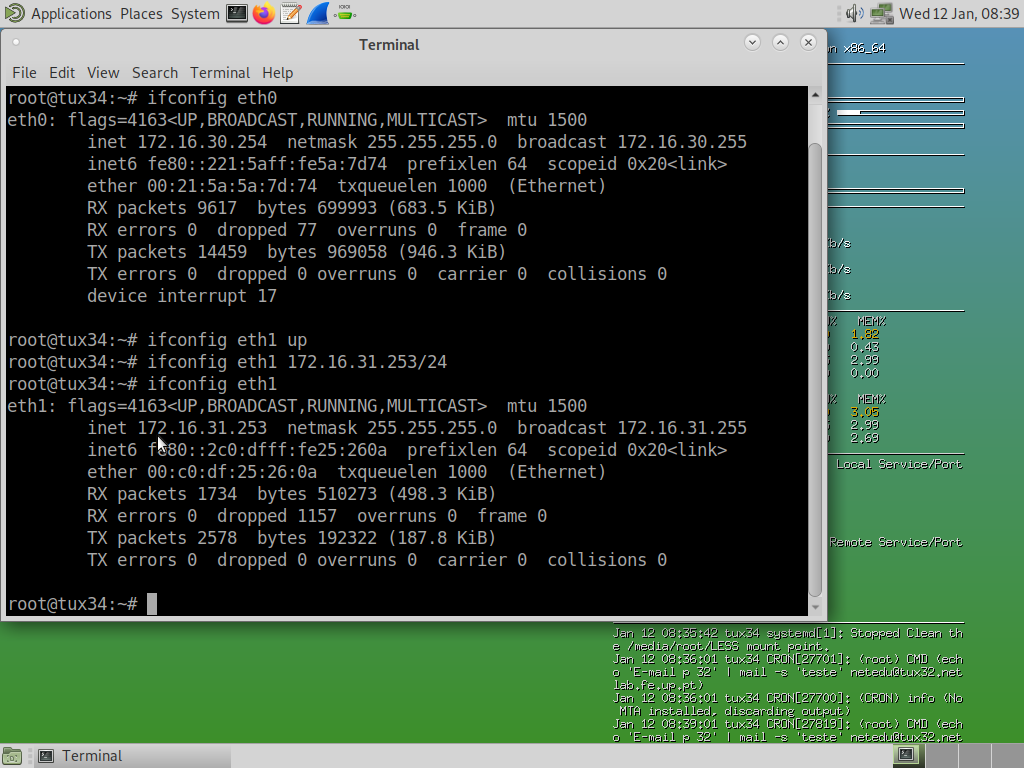 Applications Places System Wed 12 Jan, 08:39
Terminal
File Edit View Search Terminal Help
root@tux34:~# ifconfig eth0
eth0: flags=4163<UP,BROADCAST,RUNNING,MULTICAST>  mtu 1500
        inet 172.16.30.254  netmask 255.255.255.0  broadcast 172.16.30.255
        inet6 fe80::221:5aff:fe5a:7d74  prefixlen 64  scopeid 0x20<link>
        ether 00:21:5a:5a:7d:74  txqueuelen 1000  (Ethernet)
        RX packets 9617  bytes 699993 (683.5 KiB)
        RX errors 0  dropped 77  overruns 0  frame 0
        TX packets 14459  bytes 969058 (946.3 KiB)
        TX errors 0  dropped 0 overruns 0  carrier 0  collisions 0
        device interrupt 17
root@tux34:~# ifconfig eth1 up
root@tux34:~# ifconfig eth1 172.16.31.253/24
root@tux34:~# ifconfig eth1
eth1: flags=4163<UP,BROADCAST,RUNNING,MULTICAST>  mtu 1500
        inet 172.16.31.253  netmask 255.255.255.0  broadcast 172.16.31.255
        inet6 fe80::2c0:dfff:fe25:260a  prefixlen 64  scopeid 0x20<link>
        ether 00:c0:df:25:26:0a  txqueuelen 1000  (Ethernet)
        RX packets 1734  bytes 510273 (498.3 KiB)
        RX errors 0  dropped 1157  overruns 0  frame 0
        TX packets 2578  bytes 192322 (187.8 KiB)
        TX errors 0  dropped 0 overruns 0  carrier 0  collisions 0
root@tux34:~#
x86_64
b/s
b/s
b/s
% MEM%
1.82
0.43
2.99
0.00
% MEM%
3.05
2.99
2.69
Local Service/Port
Remote Service/Port
Jan 12 08:35:42 tux34 systemd[1]: Stopped Clean th
e /media/root/LESS mount point.
Jan 12 08:36:01 tux34 CRON[27701]: (root) CMD (ech
o 'E-mail p 32' | mail -s 'teste' netedu@tux32.net
lab.fe.up.pt)
Jan 12 08:36:01 tux34 CRON[27700]: (CRON) info (No
MTA installed, discarding output)
Jan 12 08:39:01 tux34 CRON[27819]: (root) CMD (ech
o 'E-mail p 32' | mail -s 'teste' netedu@tux32.net
Terminal